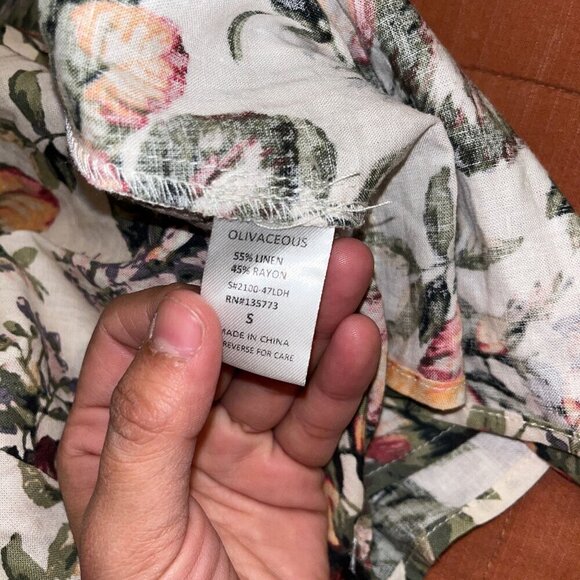 OLIVACEOUS
55% LINEN
45% RAYON
S#2100-47LDH
RN#135773
S
MADE IN CHINA
REVERSE FOR CARE